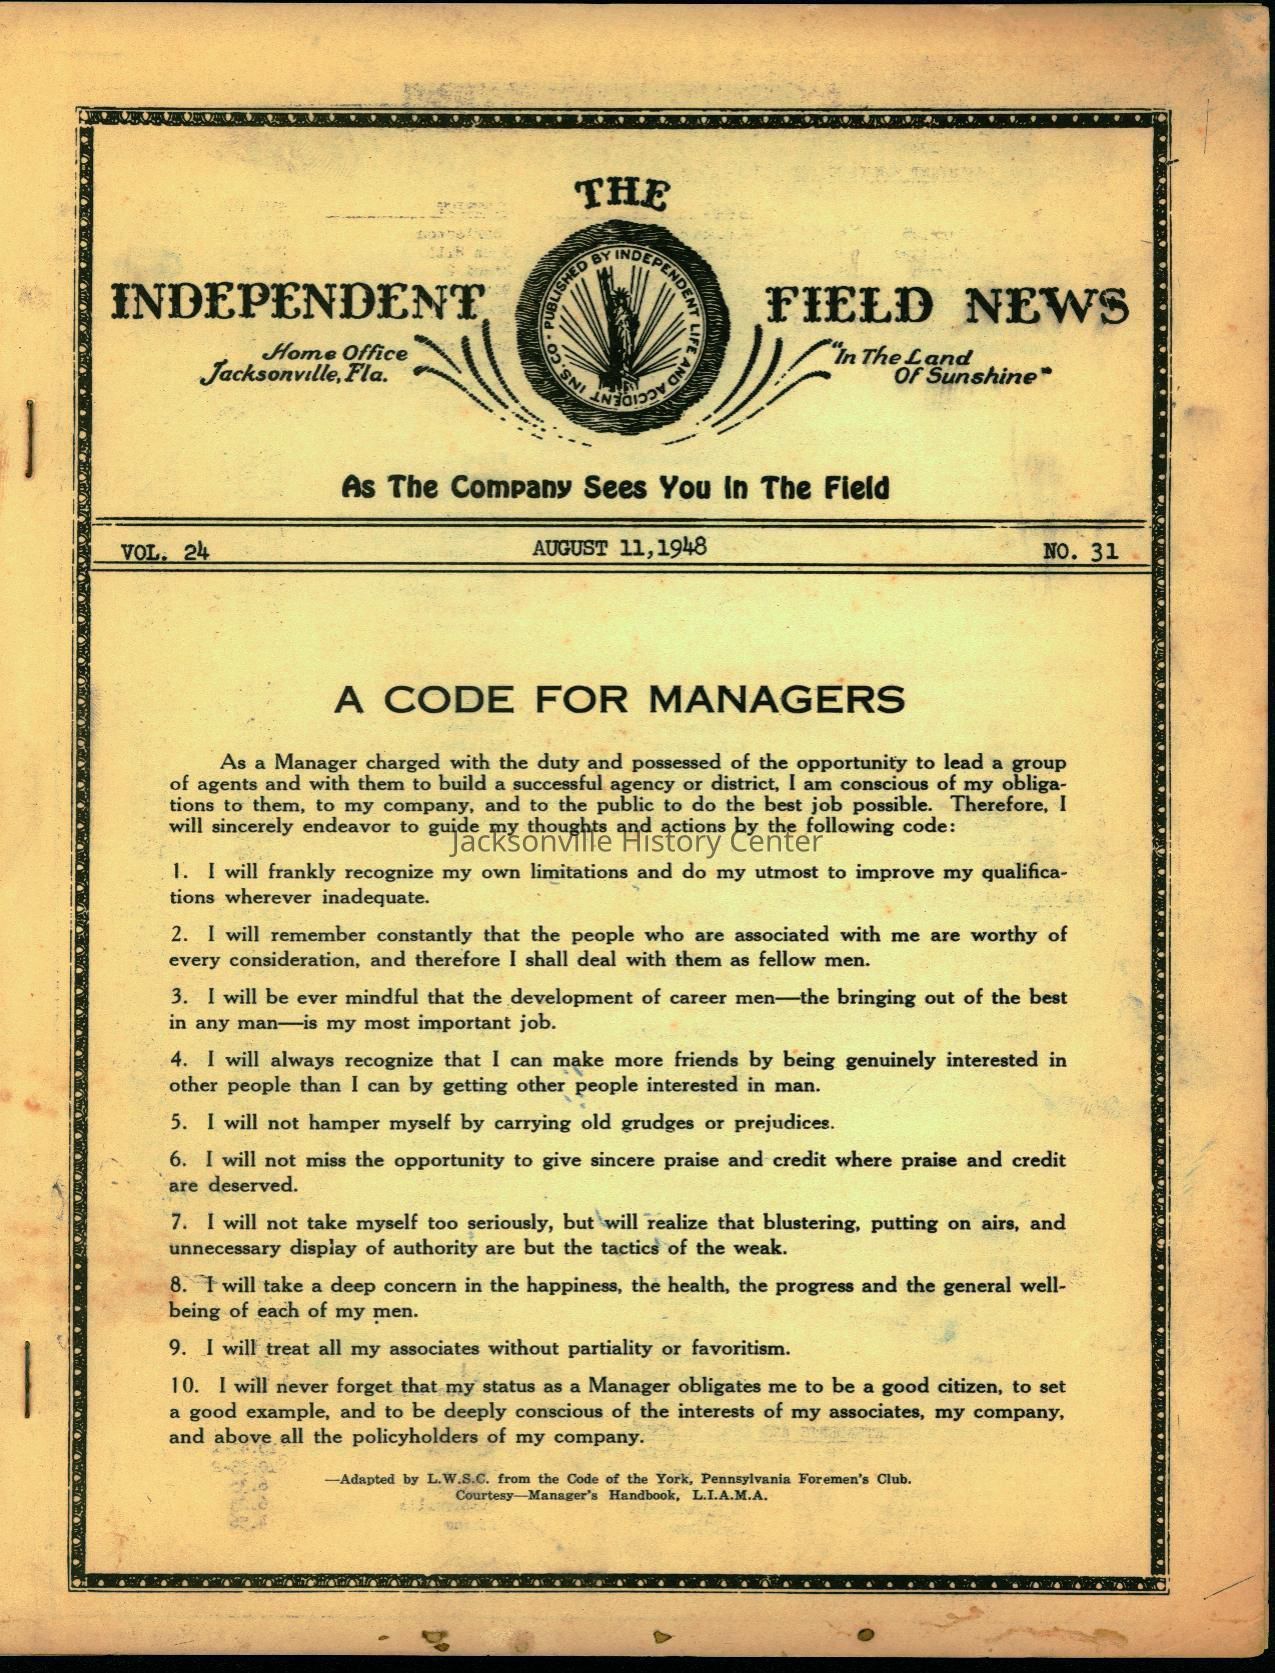 THE
INDEPENDENT FIELD NEWS
PUBLISHED BY INDEPENDENT LIFE AND ACCIDENT INS. CO.
Home Office
Jacksonville, Fla.
"In The Land
Of Sunshine"
As The Company Sees You In The Field
VOL. 24 AUGUST 11,1948 NO. 31
A CODE FOR MANAGERS
As a Manager charged with the duty and possessed of the opportunity to lead a group
of agents and with them to build a successful agency or district, I am conscious of my obliga-
tions to them, to my company, and to the public to do the best job possible. Therefore, I
will sincerely endeavor to guide my thoughts and actions by the following code:
Jacksonville History Center
1. I will frankly recognize my own limitations and do my utmost to improve my qualifica-
tions wherever inadequate.
2. I will remember constantly that the people who are associated with me are worthy of
every consideration, and therefore I shall deal with them as fellow men.
3. I will be ever mindful that the development of career men—the bringing out of the best
in any man—is my most important job.
4. I will always recognize that I can make more friends by being genuinely interested in
other people than I can by getting other people interested in man.
5. I will not hamper myself by carrying old grudges or prejudices.
6. I will not miss the opportunity to give sincere praise and credit where praise and credit
are deserved.
7. I will not take myself too seriously, but will realize that blustering, putting on airs, and
unnecessary display of authority are but the tactics of the weak.
8. I will take a deep concern in the happiness, the health, the progress and the general well-
being of each of my men.
9. I will treat all my associates without partiality or favoritism.
10. I will never forget that my status as a Manager obligates me to be a good citizen, to set
a good example, and to be deeply conscious of the interests of my associates, my company,
and above all the policyholders of my company.
—Adapted by L.W.S.C. from the Code of the York, Pennsylvania Foremen's Club.
Courtesy—Manager's Handbook, L.I.A.M.A.